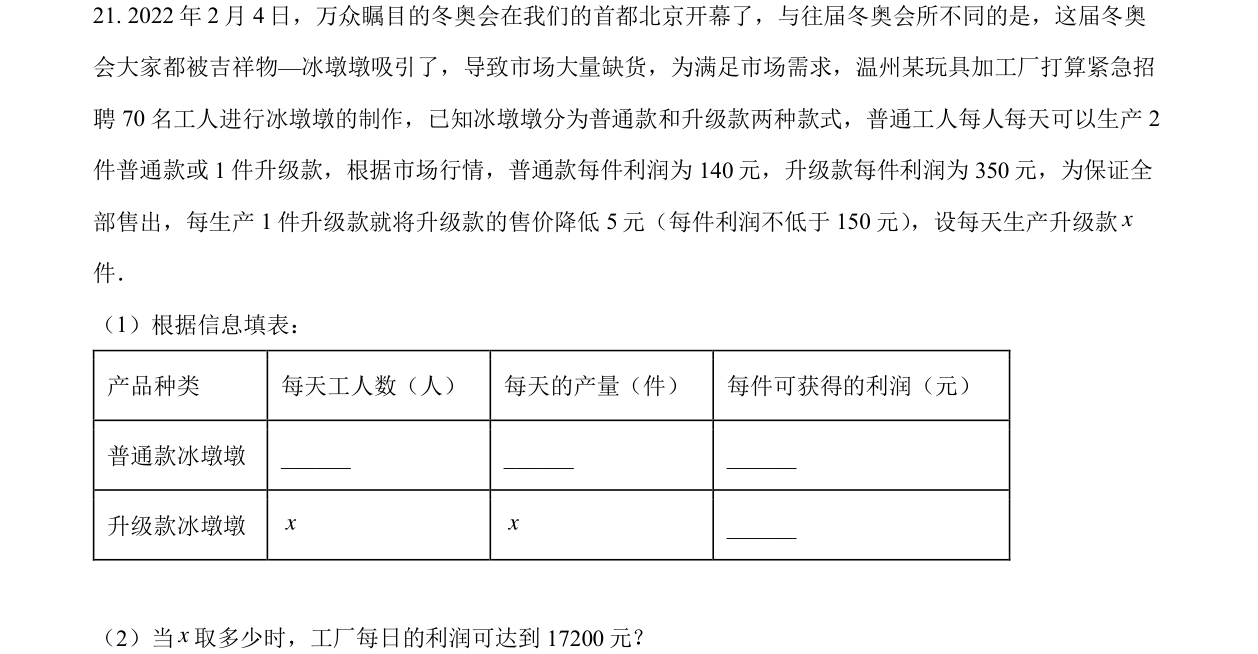 21. 2022 年 2 月 4 日，万众瞩目的冬奥会在我们的首都北京开幕了，与往届冬奥会所不同的是，这届冬奥
会大家都被吉祥物—冰墩墩吸引了，导致市场大量缺货，为满足市场需求，温州某玩具加工厂打算紧急招
聘 70 名工人进行冰墩墩的制作，已知冰墩墩分为普通款和升级款两种款式，普通工人每人每天可以生产 2
件普通款或 1 件升级款，根据市场行情，普通款每件利润为 140 元，升级款每件利润为 350 元，为保证全
部售出，每生产 1 件升级款就将升级款的售价降低 5 元（每件利润不低于 150 元），设每天生产升级款 x
件．
（1）根据信息填表：
产品种类 每天工人数（人） 每天的产量（件） 每件可获得的利润（元）
普通款冰墩墩 ______ ______ ______
升级款冰墩墩 x x ______
（2）当 x 取多少时，工厂每日的利润可达到 17200 元？